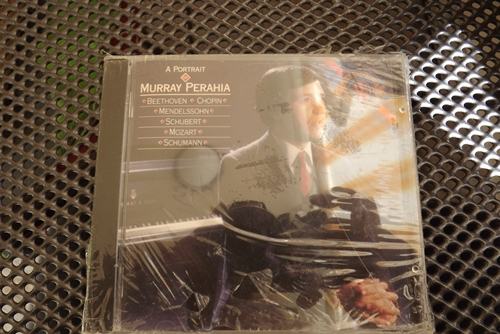 A PORTRAIT
MURRAY PERAHIA
BEETHOVEN CHOPIN
MENDELSSOHN
SCHUBERT
MOZART
SCHUMANN